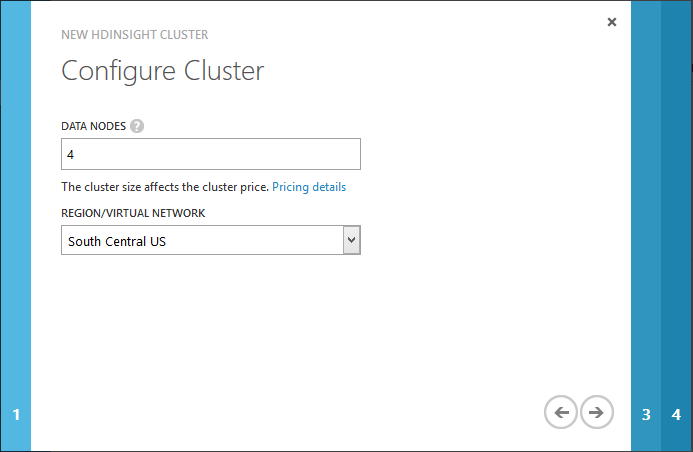 NEW HDINSIGHT CLUSTER
Configure Cluster
DATA NODES ?
4
The cluster size affects the cluster price. Pricing details
REGION/VIRTUAL NETWORK
South Central US
1
3
4